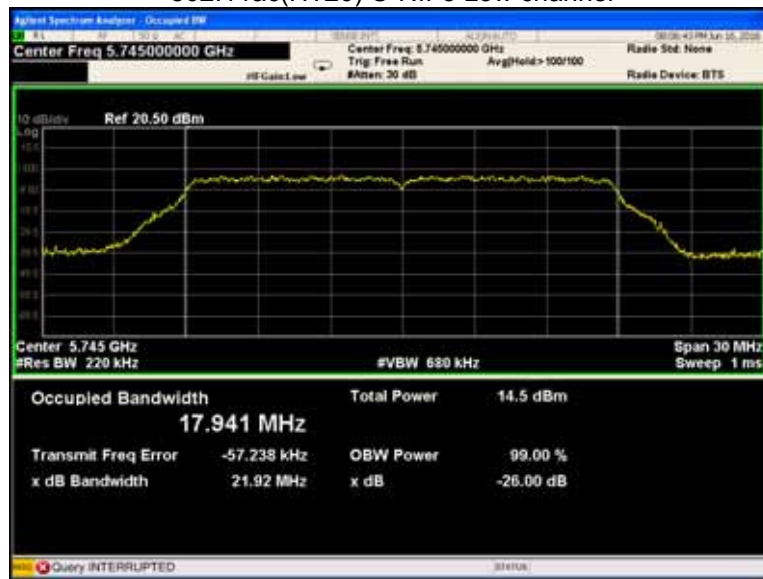 Agilent Spectrum Analyzer - Occupied BW
Center Freq 5.745000000 GHz
#IFGain:Low
Center Freq: 5.745000000 GHz
Trig: Free Run
Avg|Hold:> 100/100
#Atten: 30 dB
Radio Std: None
Radio Device: BTS
10 dB/div
Ref 20.50 dBm
Log
Center 5.745 GHz
Span 30 MHz
#Res BW 220 kHz
#VBW 680 kHz
Sweep 1 ms
Occupied Bandwidth
17.941 MHz
Total Power
14.5 dBm
Transmit Freq Error
-57.238 kHz
OBW Power
99.00 %
x dB Bandwidth
21.92 MHz
x dB
-26.00 dB
MSG
Query INTERRUPTED
STATUS